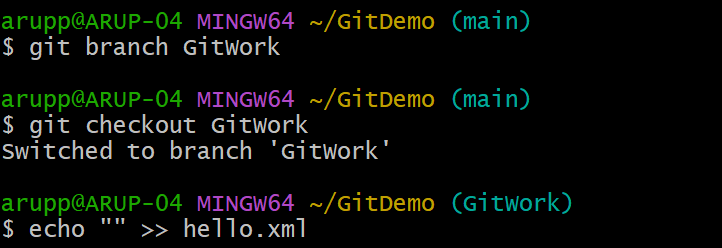 arupp@ARUP-04 MINGW64 ~/GitDemo (main)
$ git branch GitWork
arupp@ARUP-04 MINGW64 ~/GitDemo (main)
$ git checkout GitWork
Switched to branch 'GitWork'
arupp@ARUP-04 MINGW64 ~/GitDemo (GitWork)
$ echo "" >> hello.xml